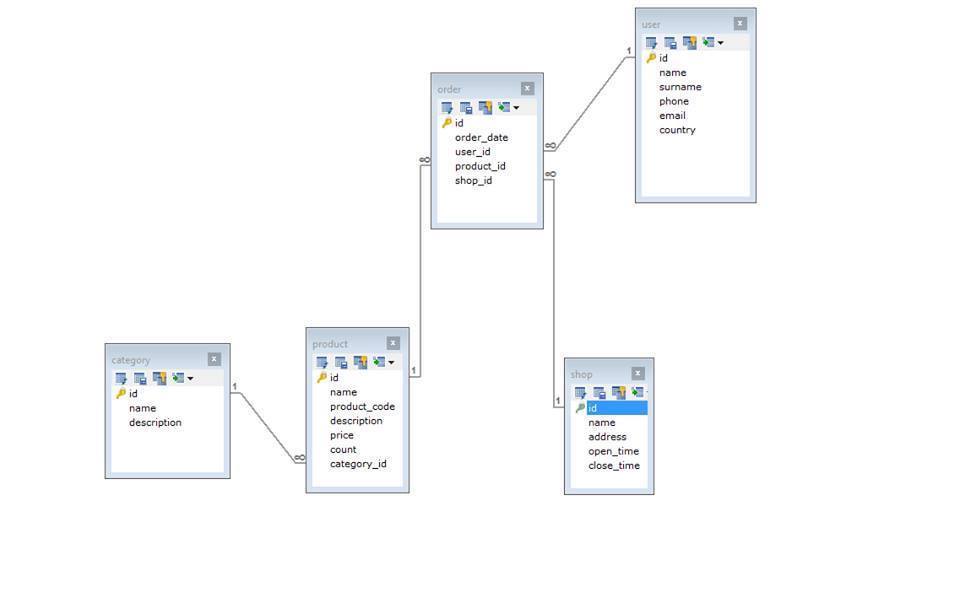 user
id
name
surname
phone
email
country
1
order
id
order_date
user_id
product_id
shop_id
∞
∞
∞
category
id
name
description
1
∞
product
id
name
product_code
description
price
count
category_id
1
shop
id
name
address
open_time
close_time
1